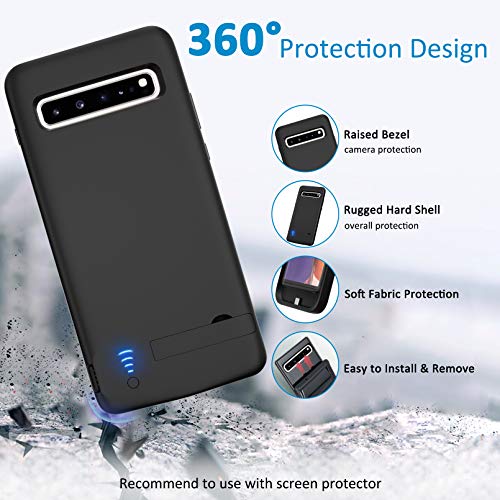 360° Protection Design
Raised Bezel
camera protection
Rugged Hard Shell
overall protection
Soft Fabric Protection
Easy to Install & Remove
Recommend to use with screen protector